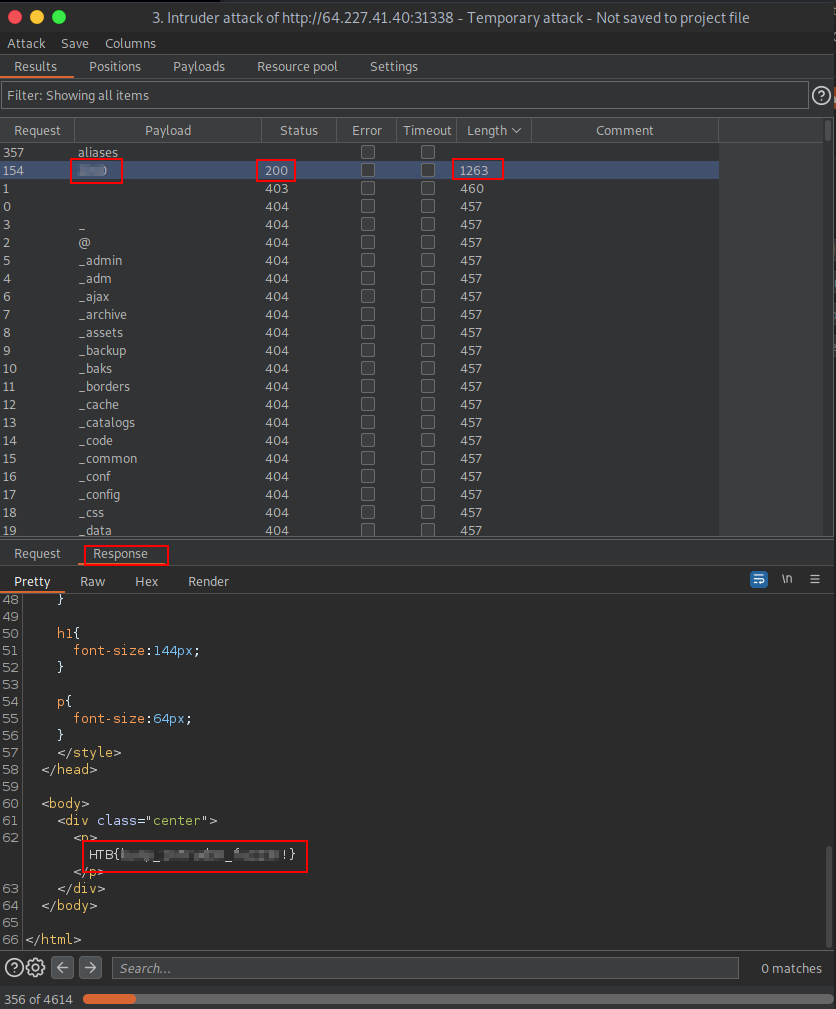 3. Intruder attack of http://64.227.41.40:31338 - Temporary attack - Not saved to project file
Attack Save Columns
Results Positions Payloads Resource pool Settings
Filter: Showing all items
Request Payload Status Error Timeout Length Comment
357 aliases
154 200 1263
1 403 460
0 404 457
3 _ 404 457
2 @ 404 457
5 _admin 404 457
4 _adm 404 457
6 _ajax 404 457
7 _archive 404 457
8 _assets 404 457
9 _backup 404 457
10 _baks 404 457
11 _borders 404 457
12 _cache 404 457
13 _catalogs 404 457
14 _code 404 457
15 _common 404 457
16 _conf 404 457
17 _config 404 457
18 _css 404 457
19 _data 404 457
Request Response
Pretty Raw Hex Render
\n
48 }
49
50 h1{
51 font-size:144px;
52 }
53
54 p{
55 font-size:64px;
56 }
57 </style>
58 </head>
59
60 <body>
61 <div class="center">
62 <p>
HTB{ !}
</p>
63 </div>
64 </body>
65
66 </html>
Search... 0 matches
356 of 4614